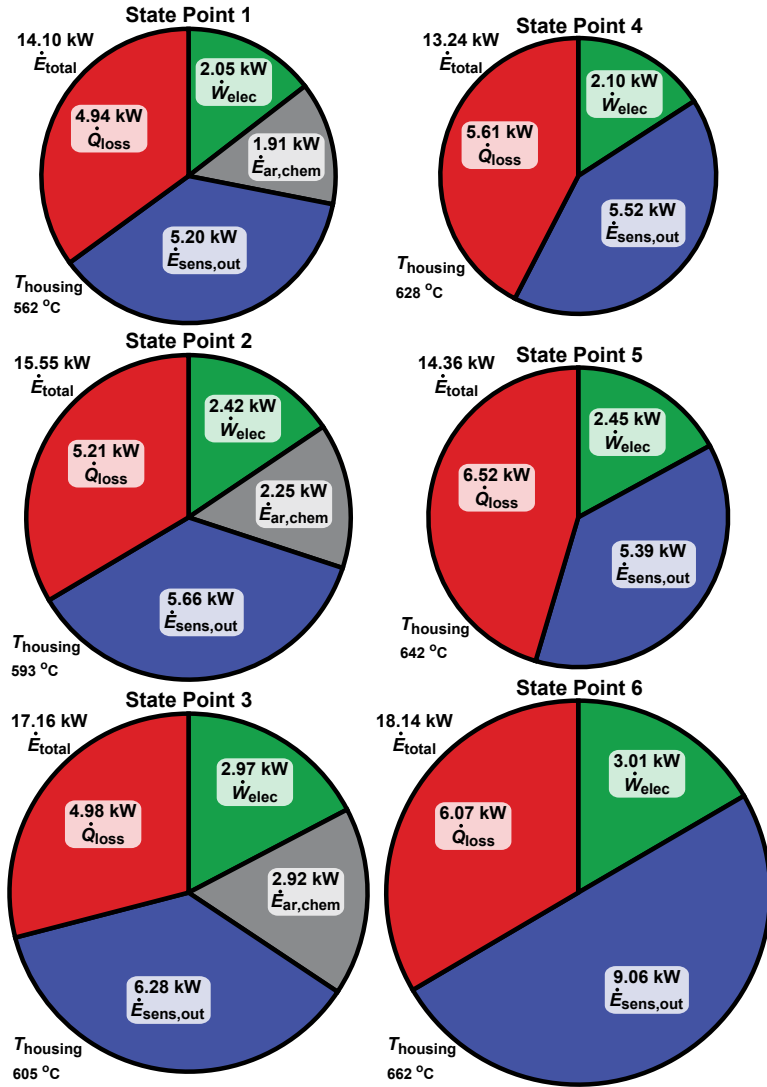 State Point 1
14.10 kW
Ėtotal
2.05 kW
Ẇelec
4.94 kW
Q̇loss
1.91 kW
Ėar,chem
5.20 kW
Ėsens,out
Thousing
562 °C
State Point 4
13.24 kW
Ėtotal
2.10 kW
Ẇelec
5.61 kW
Q̇loss
5.52 kW
Ėsens,out
Thousing
628 °C
State Point 2
15.55 kW
Ėtotal
2.42 kW
Ẇelec
5.21 kW
Q̇loss
2.25 kW
Ėar,chem
5.66 kW
Ėsens,out
Thousing
593 °C
State Point 5
14.36 kW
Ėtotal
2.45 kW
Ẇelec
6.52 kW
Q̇loss
5.39 kW
Ėsens,out
Thousing
642 °C
State Point 3
17.16 kW
Ėtotal
2.97 kW
Ẇelec
4.98 kW
Q̇loss
2.92 kW
Ėar,chem
6.28 kW
Ėsens,out
Thousing
605 °C
State Point 6
18.14 kW
Ėtotal
3.01 kW
Ẇelec
6.07 kW
Q̇loss
9.06 kW
Ėsens,out
Thousing
662 °C